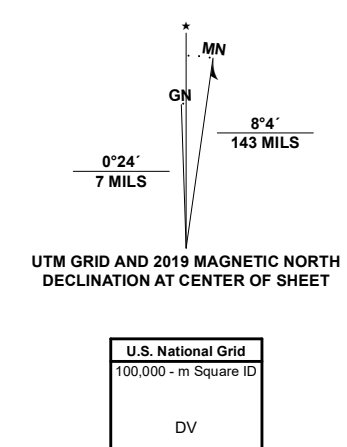 ★
MN
GN
8°4´
143 MILS
0°24´
7 MILS
UTM GRID AND 2019 MAGNETIC NORTH
DECLINATION AT CENTER OF SHEET
U.S. National Grid
100,000 - m Square ID
DV